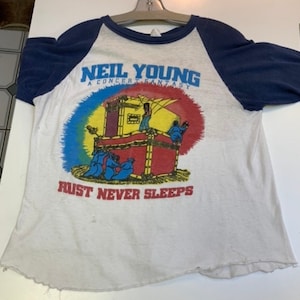 NEIL YOUNG
A CONCERT FANTASY
RUST NEVER SLEEPS